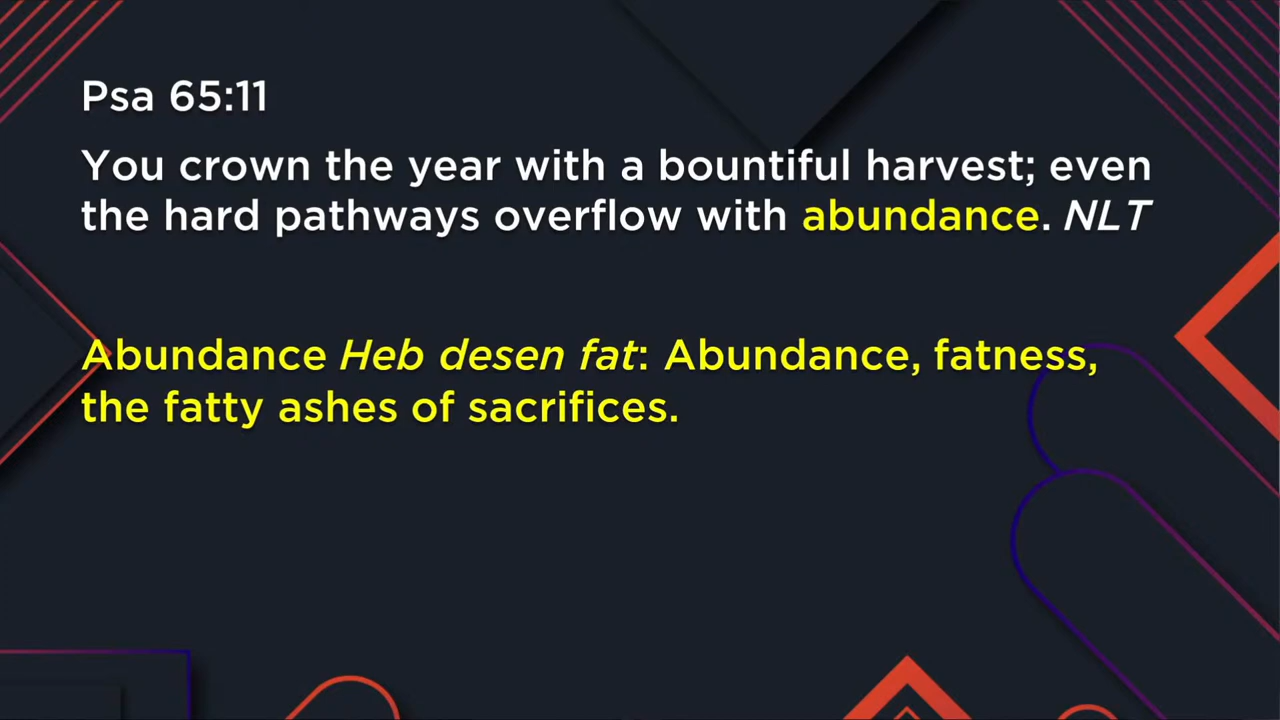 Psa 65:11
You crown the year with a bountiful harvest; even
the hard pathways overflow with abundance. NLT
Abundance Heb desen fat: Abundance, fatness,
the fatty ashes of sacrifices.